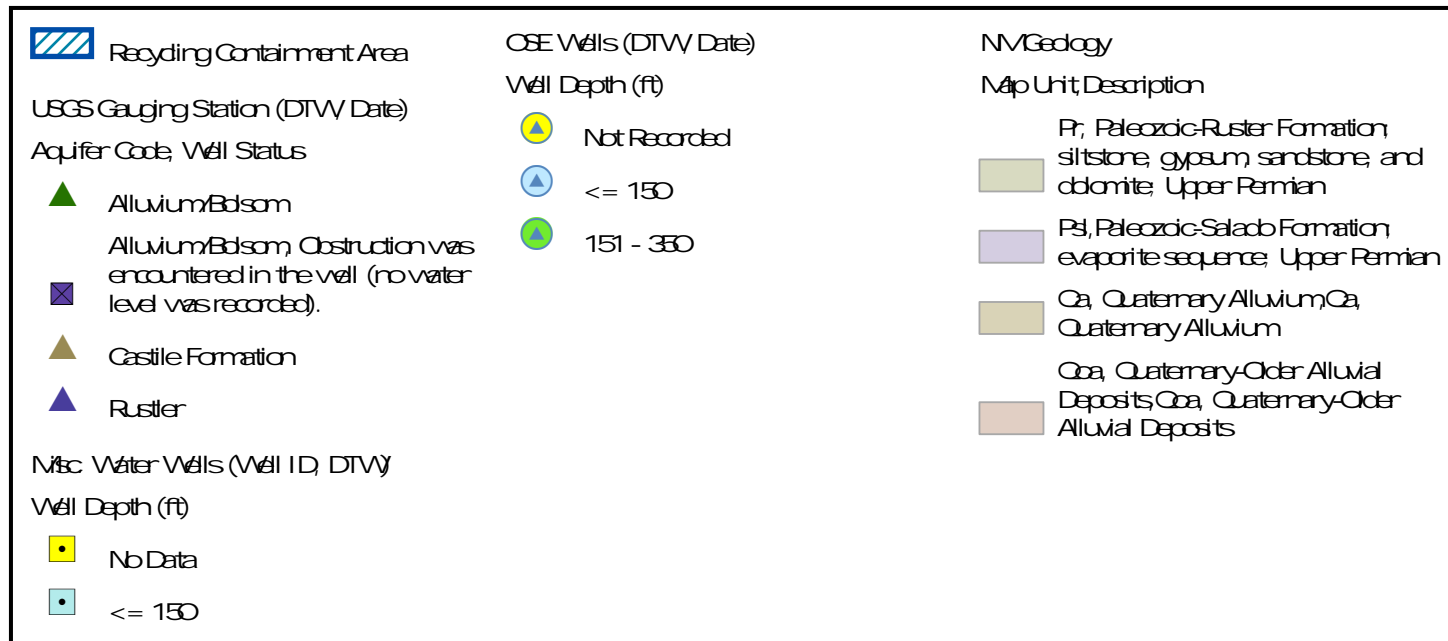 Recycling Containment Area
USGS Gauging Station (DTW/Date)
Aquifer Code, Well Status
Alluvium/Bolsom
Alluvium/Bolsom, Obstruction was
encountered in the well (no water
level was recorded).
Castile Formation
Rustler
Misc. Water Wells (Well ID, DTW)/
Well Depth (ft)
No Data
<= 150
OSE Wells (DTW/Date)
Well Depth (ft)
Not Recorded
<= 150
151 - 350
NMGeology
Map Unit,Description
Pr, Paleozoic-Ruster Formation;
siltstone, gypsum, sandstone, and
dolomite; Upper Permian
Psl,Paleozoic-Salado Formation;
evaporite sequence; Upper Permian
Qa, Quaternary Alluvium,Qa,
Quaternary Alluvium
Qoa, Quaternary-Older Alluvial
Deposits,Qoa, Quaternary-Older
Alluvial Deposits